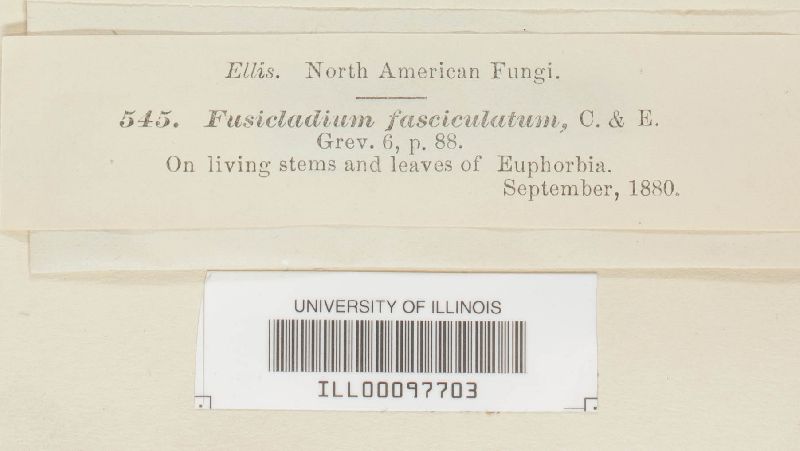 Ellis. North American Fungi.
545. Fusicladium fasciculatum, C. & E.
Grev. 6, p. 88.
On living stems and leaves of Euphorbia.
September, 1880.
UNIVERSITY OF ILLINOIS
ILL00097703